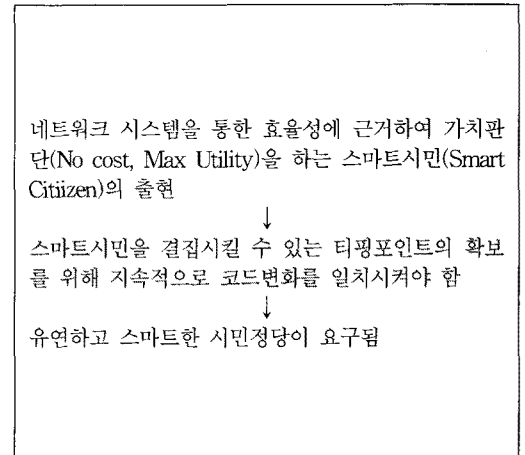 네트워크 시스템을 통한 효율성에 근거하여 가치판
단(No cost, Max Utility)을 하는 스마트시민(Smart
Citiizen)의 출현
↓
스마트시민을 결집시킬 수 있는 티핑포인트의 확보
를 위해 지속적으로 코드변화를 일치시켜야 함
↓
유연하고 스마트한 시민정당이 요구됨